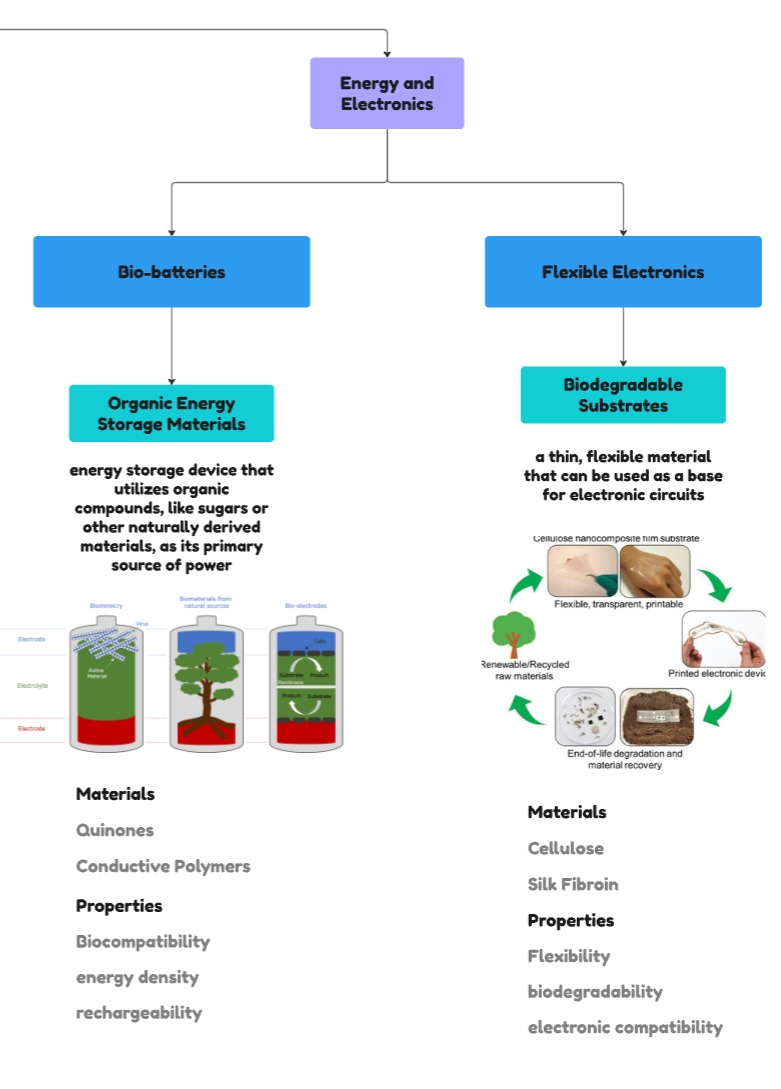 Energy and
Electronics
Bio-batteries
Flexible Electronics
Organic Energy
Storage Materials
energy storage device that
utilizes organic
compounds, like sugars or
other naturally derived
materials, as its primary
source of power
Biomimicry
Biomaterials from
natural sources
Bio-electrodes
Virus
Electrode
Active
Material
Electrolyte
Electrode
Cells
Substrate Product
Membrane
Product Substrate
Materials
Quinones
Conductive Polymers
Properties
Biocompatibility
energy density
rechargeability
Biodegradable
Substrates
a thin, flexible material
that can be used as a base
for electronic circuits
Cellulose nanocomposite film substrate
Flexible, transparent, printable
Printed electronic devic
Renewable/Recycled
raw materials
End-of-life degradation and
material recovery
Materials
Cellulose
Silk Fibroin
Properties
Flexibility
biodegradability
electronic compatibility